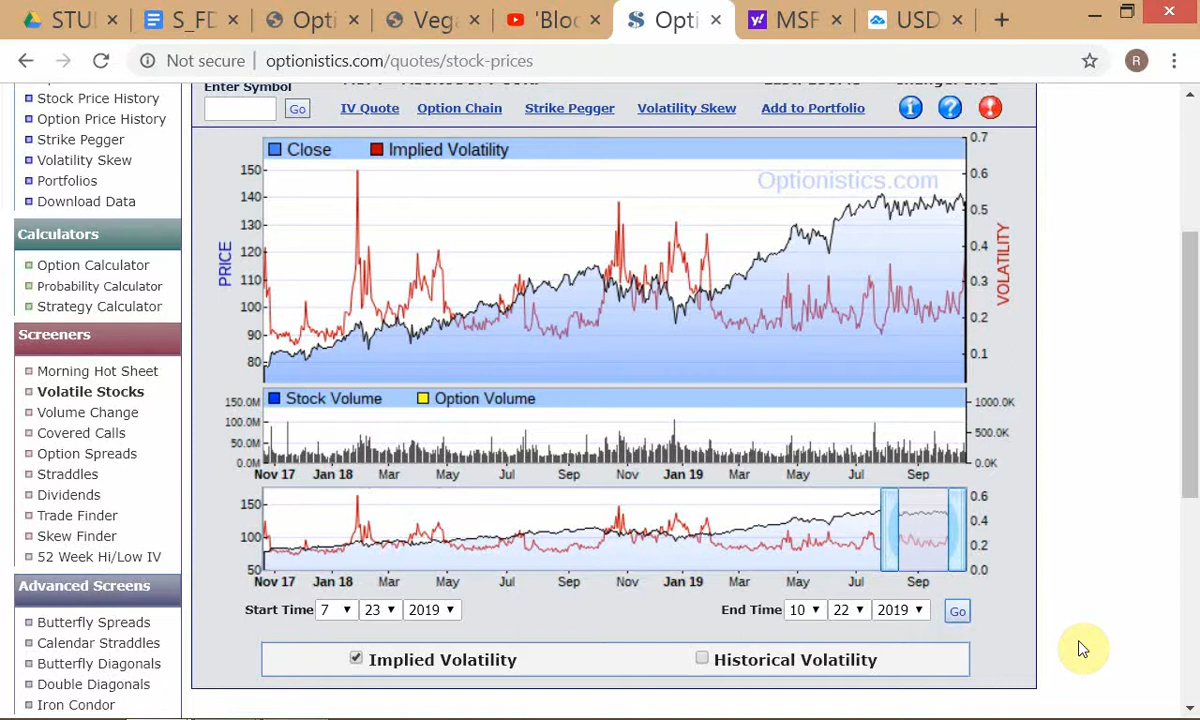 STUI
S_FD
Opti
Vega
'Bloc
Opti
MSF
USD
Not secure
optionistics.com/quotes/stock-prices
R
Stock Price History
Option Price History
Strike Pegger
Volatility Skew
Portfolios
Download Data
Calculators
Option Calculator
Probability Calculator
Strategy Calculator
Screeners
Morning Hot Sheet
Volatile Stocks
Volume Change
Covered Calls
Option Spreads
Straddles
Dividends
Trade Finder
Skew Finder
52 Week Hi/Low IV
Advanced Screens
Butterfly Spreads
Calendar Straddles
Butterfly Diagonals
Double Diagonals
Iron Condor
Enter Symbol
Go IV Quote Option Chain Strike Pegger Volatility Skew Add to Portfolio
Close Implied Volatility
Optionistics.com
PRICE
150
140
130
120
110
100
90
80
0.7
0.6
0.5
0.4
0.3
0.2
0.1
VOLATILITY
Stock Volume Option Volume
150.0M
100.0M
50.0M
0.0M
1000.0K
500.0K
0.0K
Nov 17 Jan 18 Mar May Jul Sep Nov Jan 19 Mar May Jul Sep
150
100
50
0.6
0.4
0.2
0.0
Nov 17 Jan 18 Mar May Jul Sep Nov Jan 19 Mar May Jul Sep
Start Time 7 23 2019 End Time 10 22 2019 Go
Implied Volatility Historical Volatility